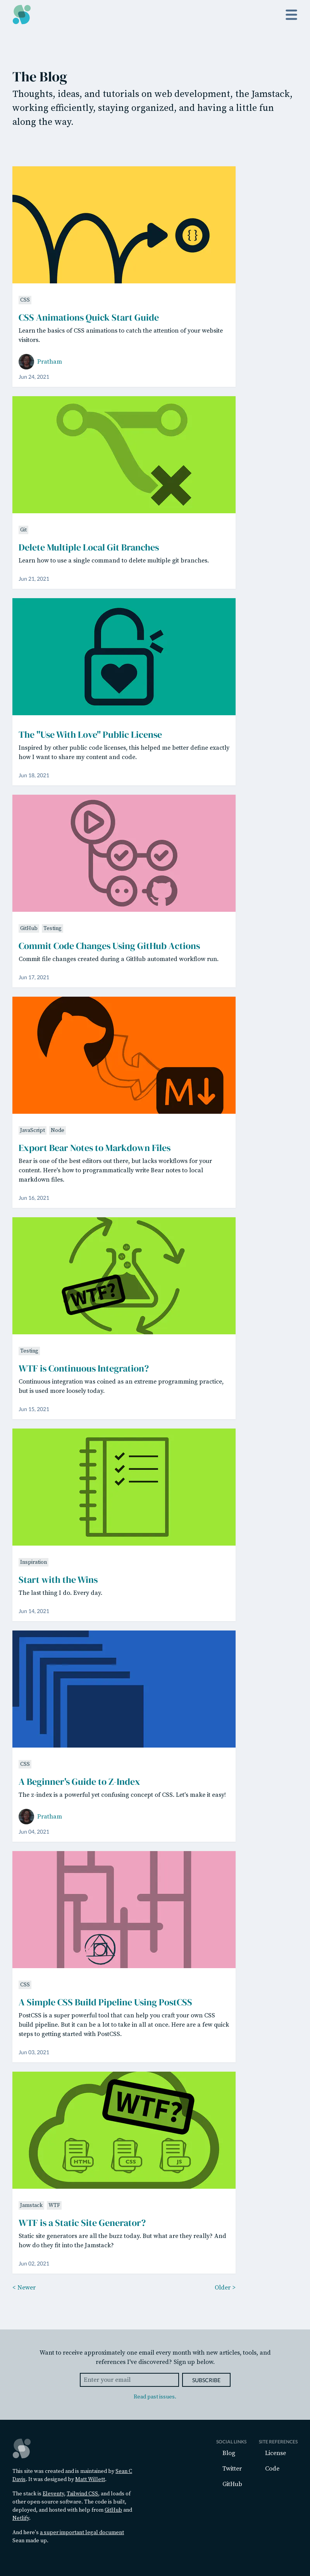 The Blog
Thoughts, ideas, and tutorials on web development, the Jamstack,
working efficiently, staying organized, and having a little fun
along the way.
{}
CSS
CSS Animations Quick Start Guide
Learn the basics of CSS animations to catch the attention of your website
visitors.
Pratham
Jun 24, 2021
Git
Delete Multiple Local Git Branches
Learn how to use a single command to delete multiple git branches.
Jun 21, 2021
The "Use With Love" Public License
Inspired by other public code licenses, this helped me better define exactly
how I want to share my content and code.
Jun 18, 2021
GitHub Testing
Commit Code Changes Using GitHub Actions
Commit file changes created during a GitHub automated workflow run.
Jun 17, 2021
M
JavaScript Node
Export Bear Notes to Markdown Files
Bear is one of the best editors out there, but lacks workflows for your
content. Here's how to programmatically write Bear notes to local
markdown files.
Jun 16, 2021
WTF?
Testing
WTF is Continuous Integration?
Continuous integration was coined as an extreme programming practice,
but is used more loosely today.
Jun 15, 2021
Inspiration
Start with the Wins
The last thing I do. Every day.
Jun 14, 2021
CSS
A Beginner's Guide to Z-Index
The z-index is a powerful yet confusing concept of CSS. Let's make it easy!
Pratham
Jun 04, 2021
CSS
A Simple CSS Build Pipeline Using PostCSS
PostCSS is a super powerful tool that can help you craft your own CSS
build pipeline. But it can be a lot to take in all at once. Here are a few quick
steps to getting started with PostCSS.
Jun 03, 2021
WTF?
HTML CSS JS
Jamstack WTF
WTF is a Static Site Generator?
Static site generators are all the buzz today. But what are they really? And
how do they fit into the Jamstack?
Jun 02, 2021
< Newer Older >
Want to receive approximately one email every month with new articles, tools, and
references I've discovered? Sign up below.
Enter your email SUBSCRIBE
Read past issues.
This site was created and is maintained by Sean C
Davis. It was designed by Matt Willett.
The stack is Eleventy, Tailwind CSS, and loads of
other open-source software. The code is built,
deployed, and hosted with help from GitHub and
Netlify.
And here's a super important legal document
Sean made up.
SOCIAL LINKS
Blog
Twitter
GitHub
SITE REFERENCES
License
Code